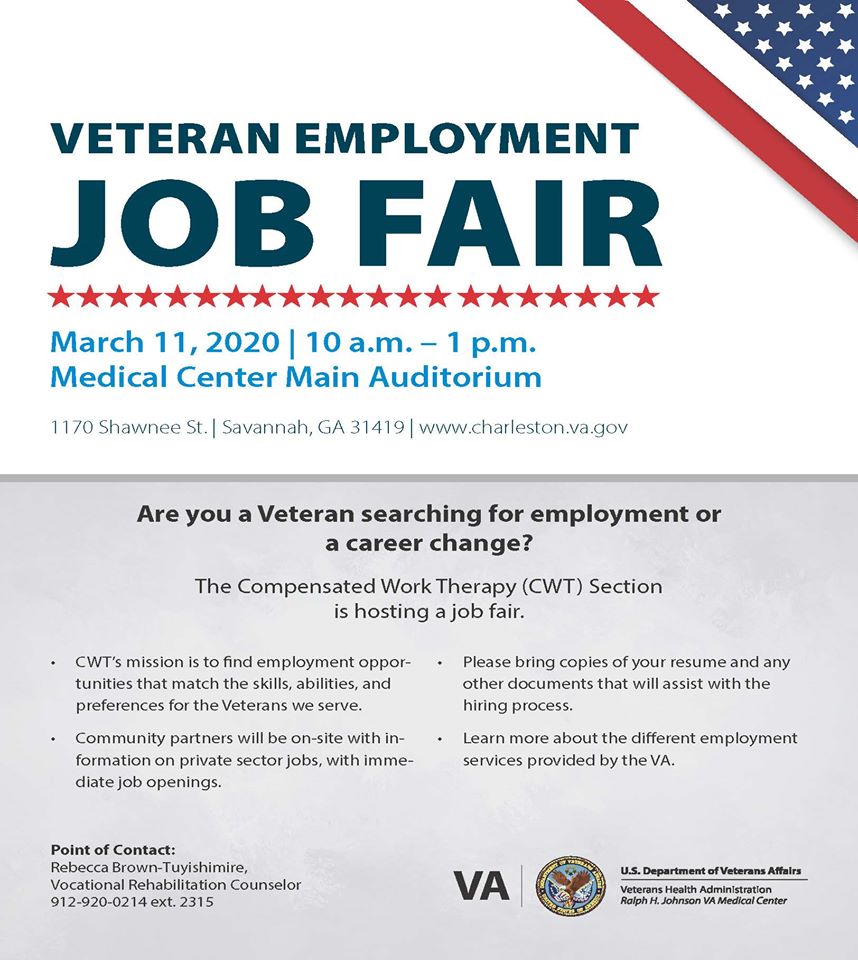 VETERAN EMPLOYMENT
JOB FAIR
March 11, 2020 | 10 a.m. – 1 p.m.
Medical Center Main Auditorium
1170 Shawnee St. | Savannah, GA 31419 | www.charleston.va.gov
Are you a Veteran searching for employment or
a career change?
The Compensated Work Therapy (CWT) Section
is hosting a job fair.
• CWT's mission is to find employment oppor-
tunities that match the skills, abilities, and
preferences for the Veterans we serve.
• Community partners will be on-site with in-
formation on private sector jobs, with imme-
diate job openings.
• Please bring copies of your resume and any
other documents that will assist with the
hiring process.
• Learn more about the different employment
services provided by the VA.
Point of Contact:
Rebecca Brown-Tuyishimire,
Vocational Rehabilitation Counselor
912-920-0214 ext. 2315
VA
U.S. Department of Veterans Affairs
Veterans Health Administration
Ralph H. Johnson VA Medical Center